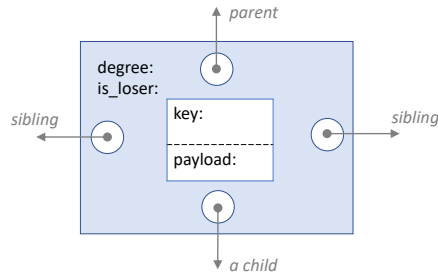 parent
degree:
is_loser:
key:
sibling
sibling
payload:
a child